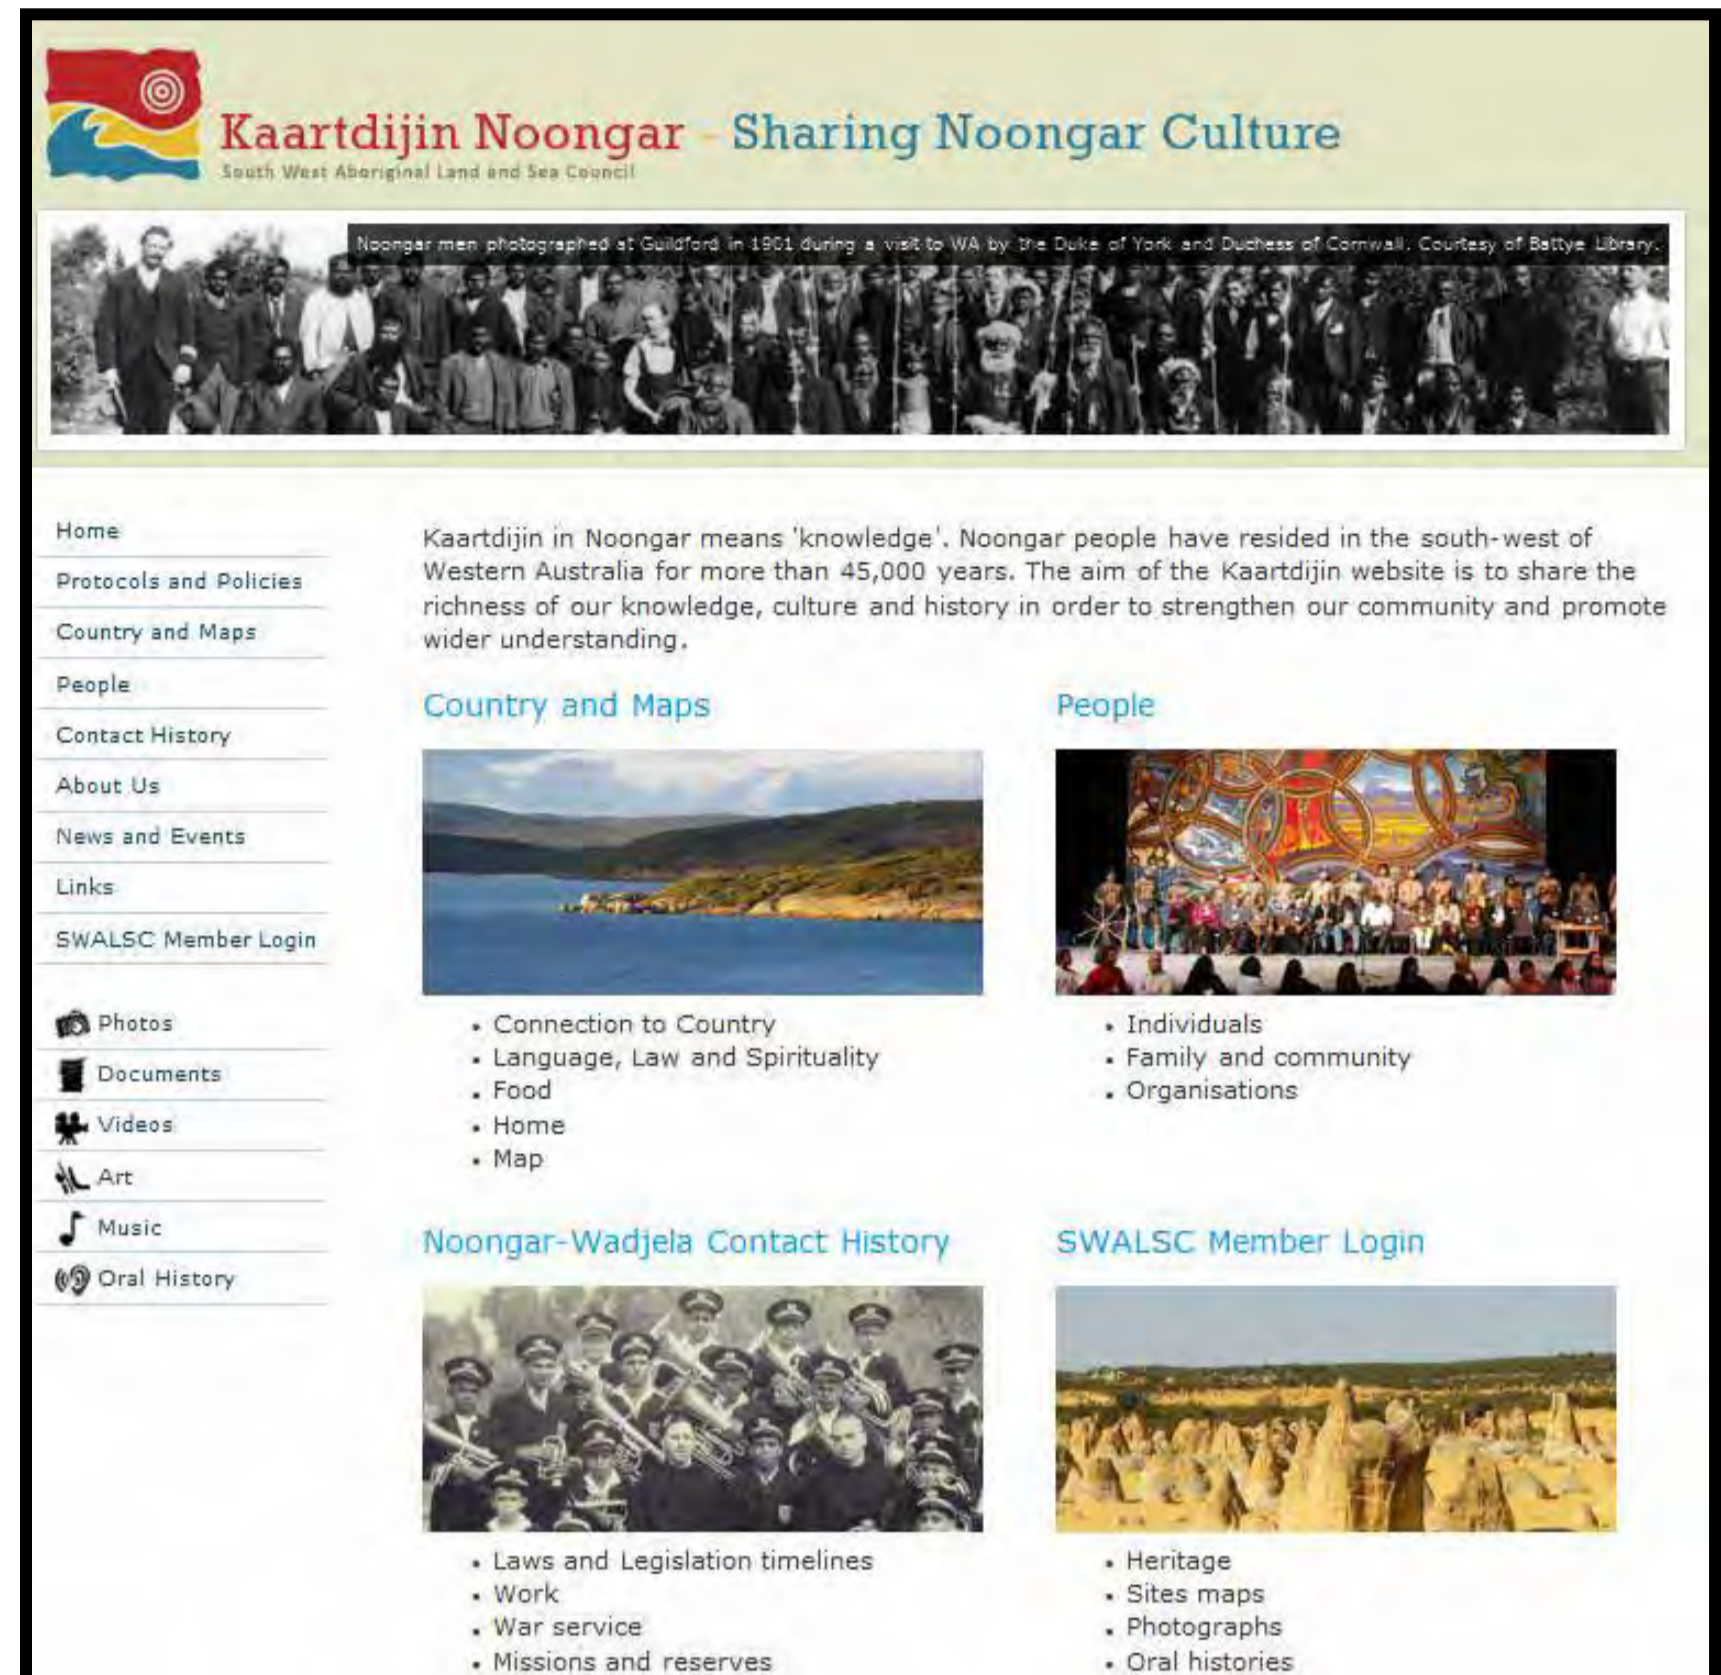 Kaartdijin Noongar - Sharing Noongar Culture
South West Aboriginal Land and Sea Council
Noongar men photographed at Guildford in 1901 during a visit to WA by the Duke of York and Duchess of Cornwall. Courtesy of Battye Library.
Home
Protocols and Policies
Country and Maps
People
Contact History
About Us
News and Events
Links
SWALSC Member Login
Photos
Documents
Videos
Art
Music
Oral History
Kaartdijin in Noongar means 'knowledge'. Noongar people have resided in the south-west of
Western Australia for more than 45,000 years. The aim of the Kaartdijin website is to share the
richness of our knowledge, culture and history in order to strengthen our community and promote
wider understanding.
Country and Maps
• Connection to Country
• Language, Law and Spirituality
• Food
• Home
• Map
People
• Individuals
• Family and community
• Organisations
Noongar-Wadjela Contact History
• Laws and Legislation timelines
• Work
• War service
• Missions and reserves
SWALSC Member Login
• Heritage
• Sites maps
• Photographs
• Oral histories